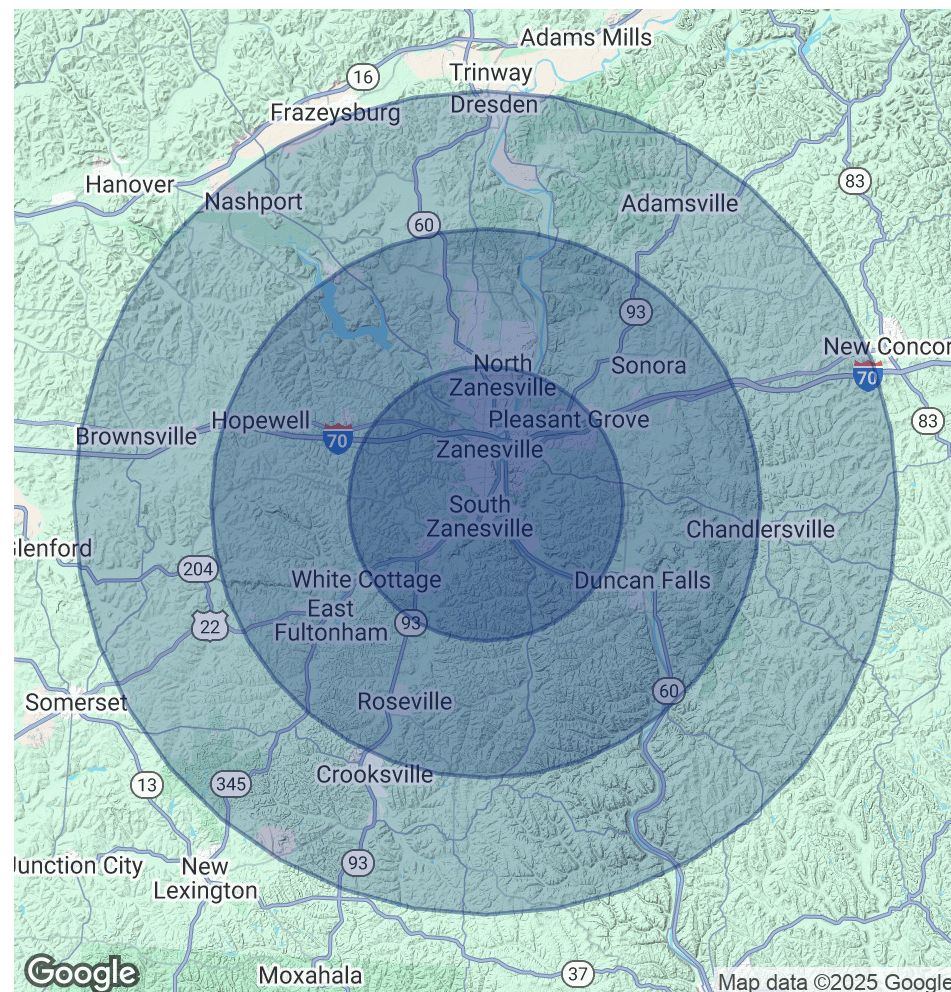 Adams Mills
16
Trinway
Dresden
Frazeysburg
Hanover
83
Nashport
Adamsville
60
93
New Concor
North
Zanesville
Sonora
70
Hopewell
Pleasant Grove
83
Brownsville
70
Zanesville
South
Zanesville
Chandlersville
Glenford
204
White Cottage
Duncan Falls
East
Fultonham
93
22
Somerset
Roseville
60
Crooksville
13
345
Junction City
New
Lexington
93
Google
Moxahala
37
Map data ©2025 Google